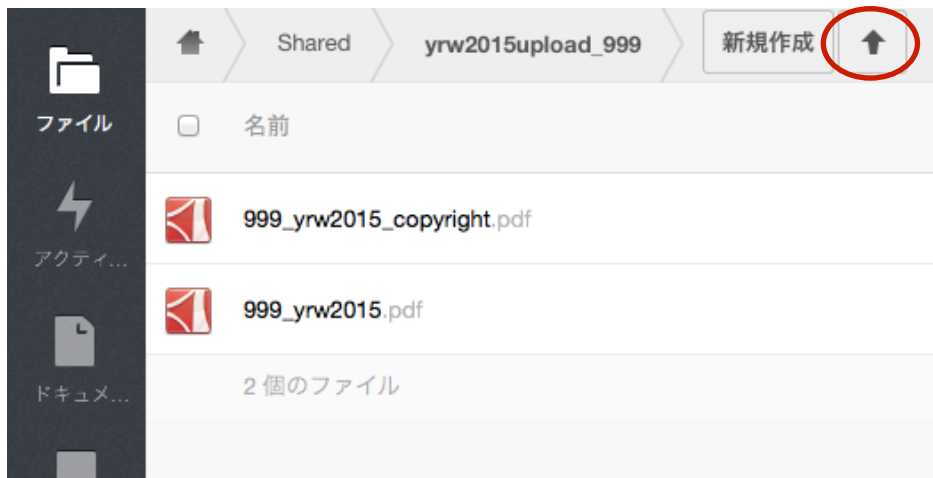 Shared
yrw2015upload_999
新規作成
ファイル
名前
999_yrw2015_copyright.pdf
アクティ...
999_yrw2015.pdf
ドキュメ...
2 個のファイル